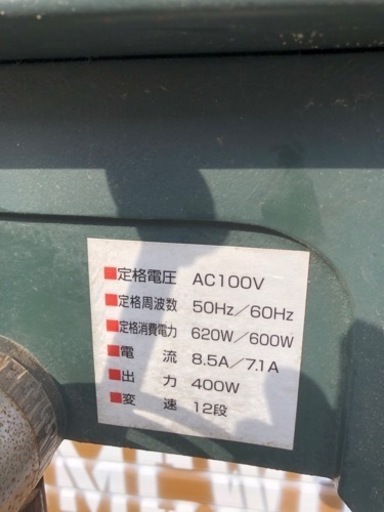 ■定格電圧 AC100V
■定格周波数 50Hz／60Hz
■定格消費電力 620W／600W
■電流 8.5A／7.1A
■出力 400W
■変速 12段